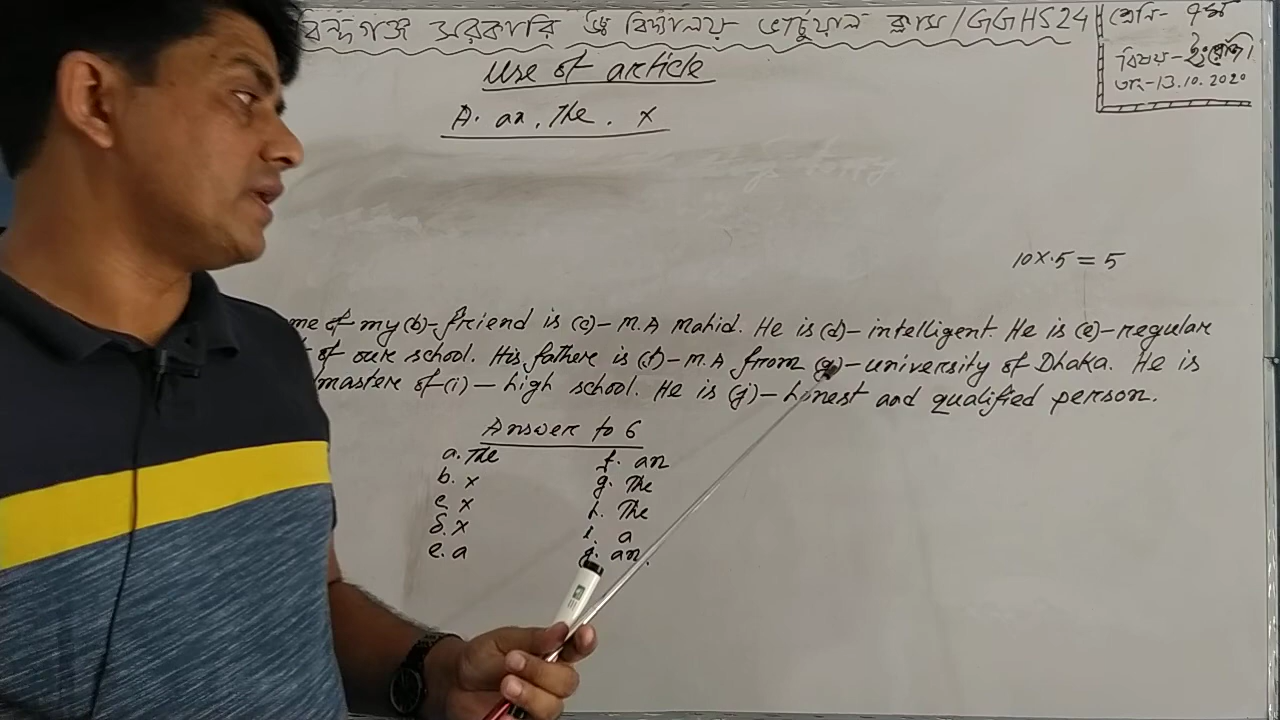 বিন্দগঞ্জ সরকারি উচ্চ বিদ্যালয় ভার্চুয়াল ক্লাস/GGHS24
শ্রেণি- ৭ম
বিষয়-ইংরেজি।
তাং-13.10.2020
Use of article
A. an, The. x
10×.5=5
me of my (b)- friend is (c)- M.A Mahid. He is (d)- intelligent. He is (e)- regular
of our school. His father is (f)- M.A from (g)- university of Dhaka. He is
master of (i)- high school. He is (j)- honest and qualified person.
Answer to 6
a. The f. an
b. x g. The
c. x h. The
d. x i. a
e. a j. an.